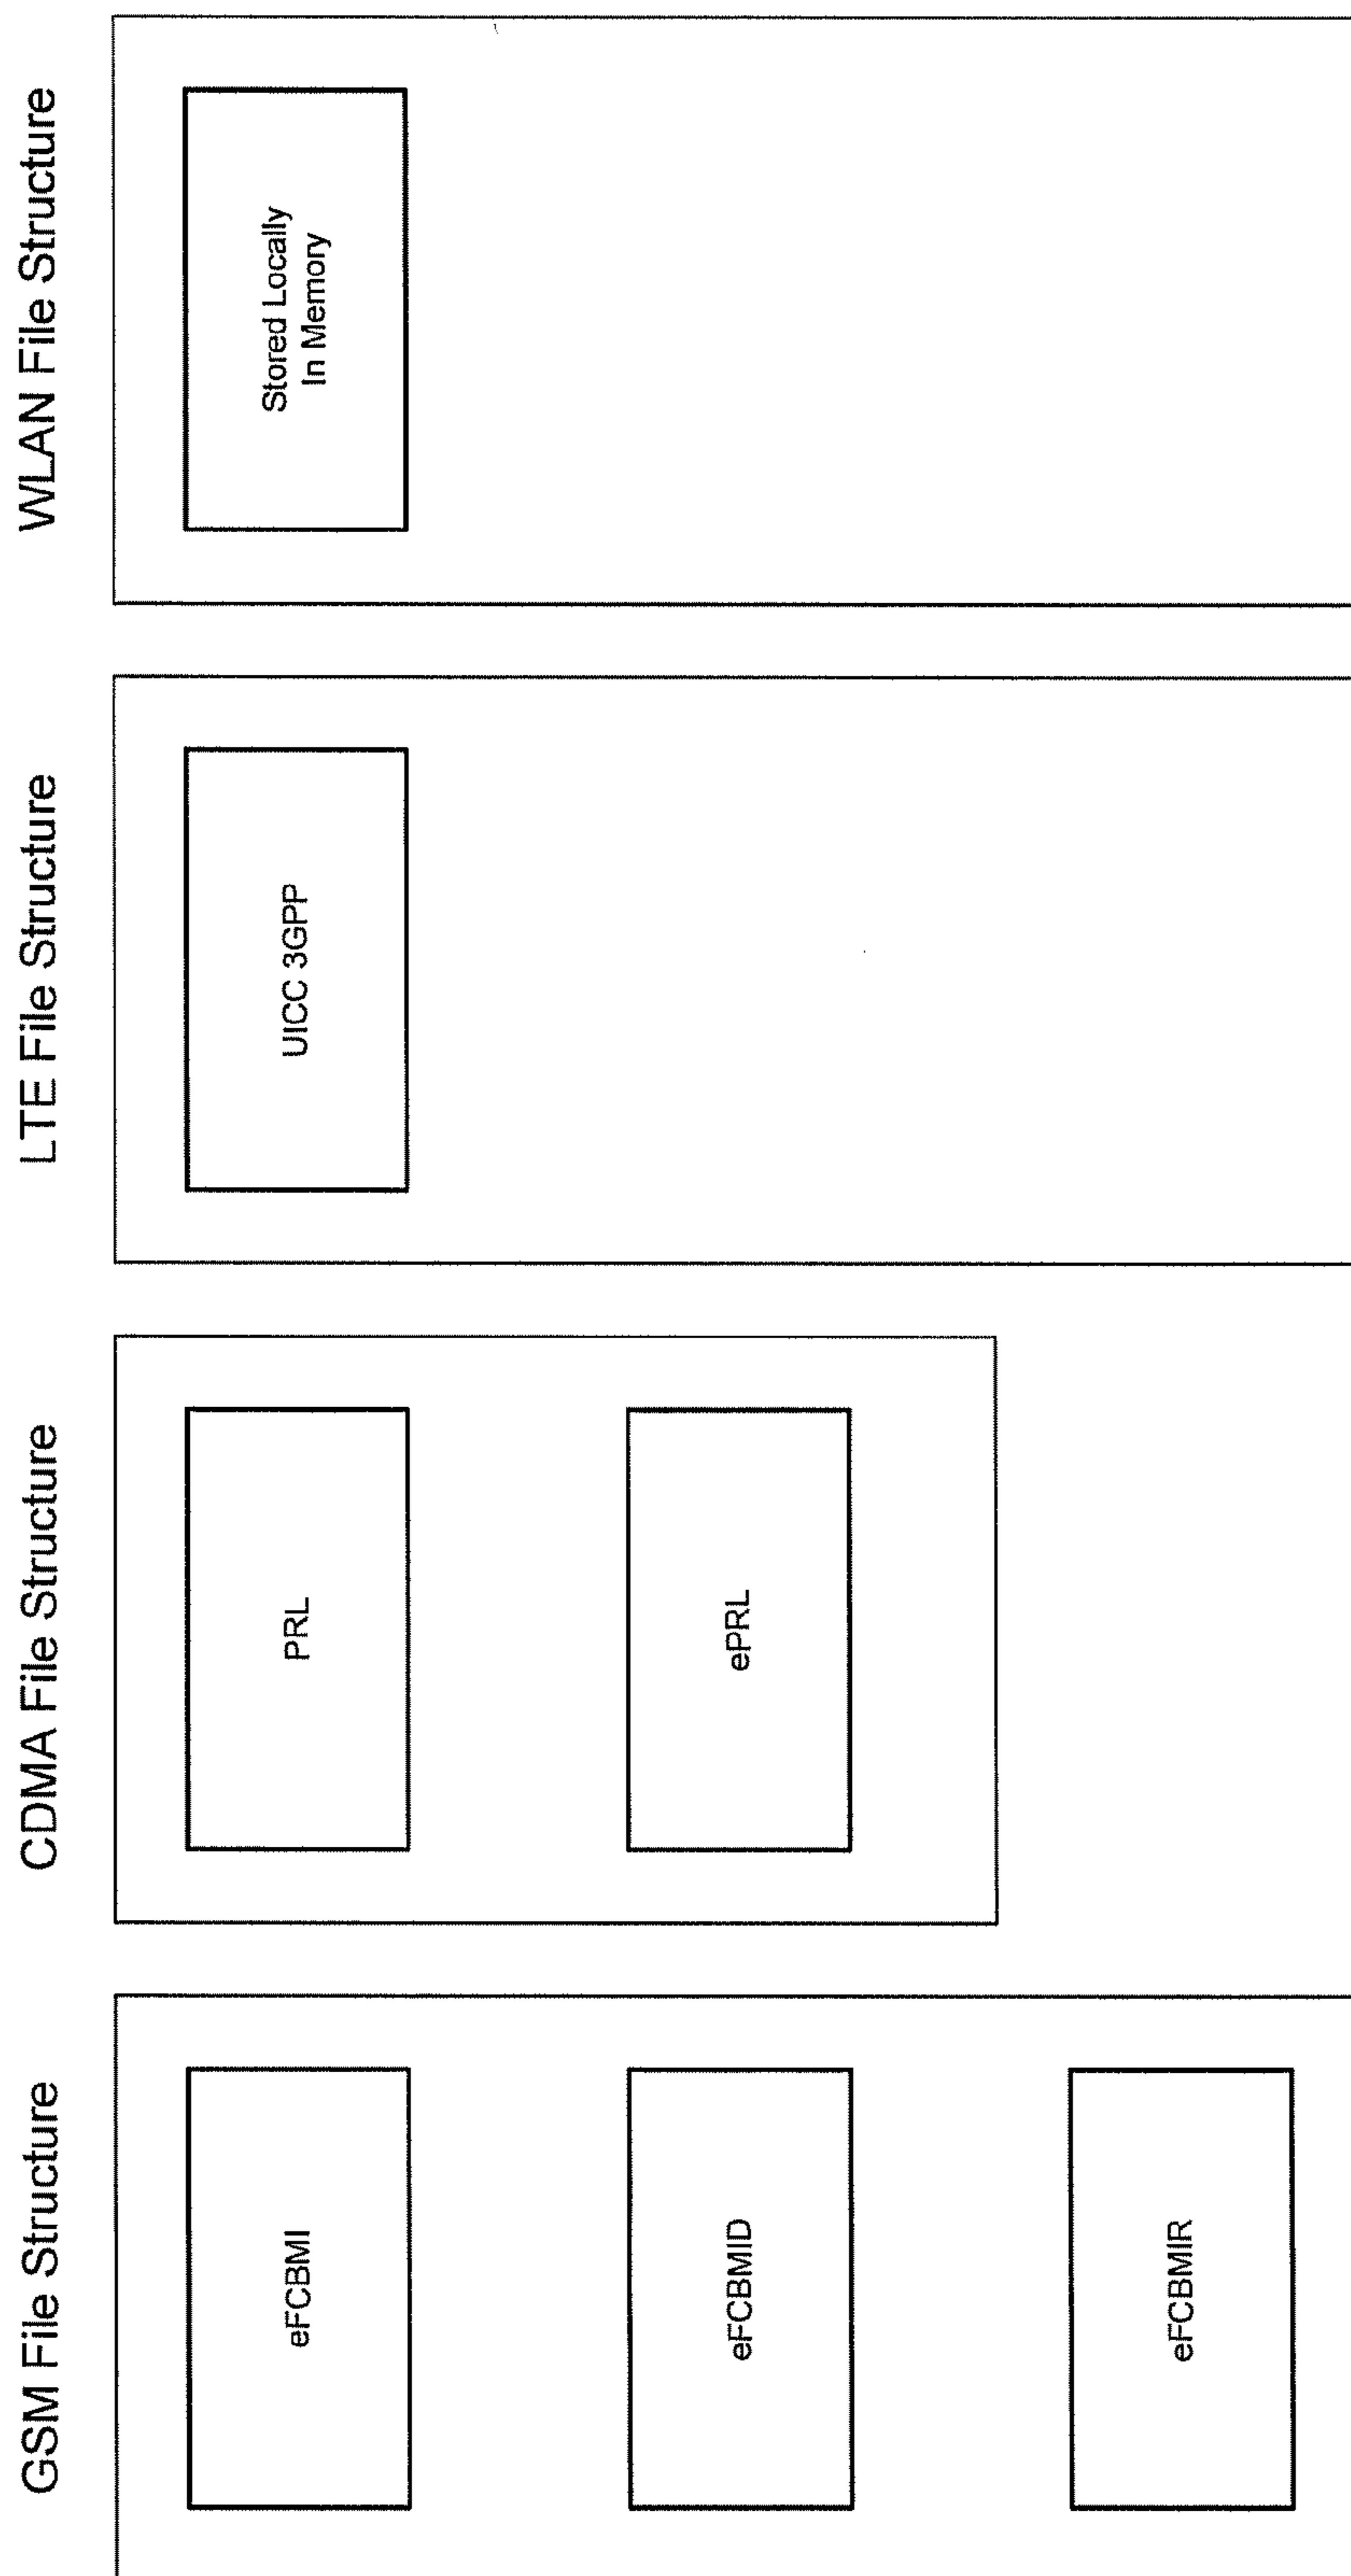 GSM File Structure
eFCBMI
eFCBMID
eFCBMIR
CDMA File Structure
PRL
ePRL
LTE File Structure
UICC 3GPP
WLAN File Structure
Stored Locally
In Memory